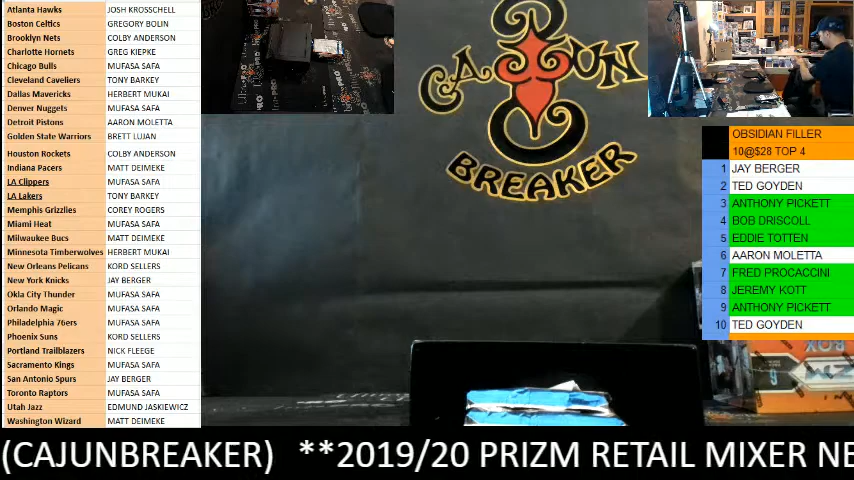 Atlanta Hawks JOSH KROSSCHELL
Boston Celtics GREGORY BOLIN
Brooklyn Nets COLBY ANDERSON
Charlotte Hornets GREG KIEPKE
Chicago Bulls MUFASA SAFA
Cleveland Cavaliers TONY BARKEY
Dallas Mavericks HERBERT MUKAI
Denver Nuggets MUFASA SAFA
Detroit Pistons AARON MOLETTA
Golden State Warriors BRETT LUJAN
Houston Rockets COLBY ANDERSON
Indiana Pacers MATT DEIMEKE
LA Clippers MUFASA SAFA
LA Lakers TONY BARKEY
Memphis Grizzlies COREY ROGERS
Miami Heat MUFASA SAFA
Milwaukee Bucs MATT DEIMEKE
Minnesota Timberwolves HERBERT MUKAI
New Orleans Pelicans KORD SELLERS
New York Knicks JAY BERGER
Okla City Thunder MUFASA SAFA
Orlando Magic MUFASA SAFA
Philadelphia 76ers MUFASA SAFA
Phoenix Suns KORD SELLERS
Portland Trailblazers NICK FLEEGE
Sacramento Kings MUFASA SAFA
San Antonio Spurs JAY BERGER
Toronto Raptors MUFASA SAFA
Utah Jazz EDMUND JASKIEWICZ
Washington Wizard MATT DEIMEKE
CAJUN
BREAKER
OBSIDIAN FILLER
10@$28 TOP 4
1 JAY BERGER
2 TED GOYDEN
3 ANTHONY PICKETT
4 BOB DRISCOLL
5 EDDIE TOTTEN
6 AARON MOLETTA
7 FRED PROCACCINI
8 JEREMY KOTT
9 ANTHONY PICKETT
10 TED GOYDEN
BOX
(CAJUNBREAKER) **2019/20 PRIZM RETAIL MIXER NE